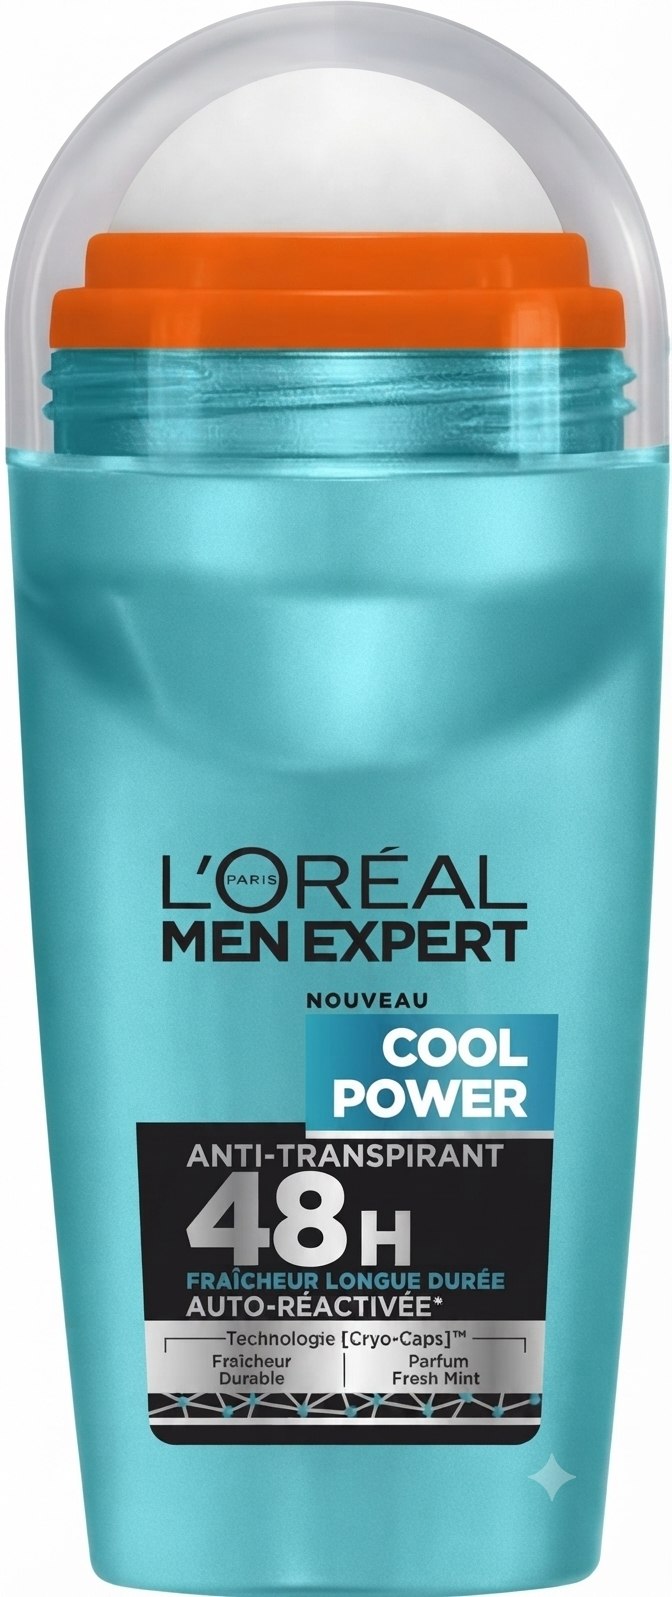 L'ORÉAL
PARIS
MEN EXPERT
NOUVEAU
COOL
POWER
ANTI-TRANSPIRANT
48H
FRAÎCHEUR LONGUE DURÉE
AUTO-RÉACTIVÉE*
Technologie [Cryo-Caps]™
Fraîcheur
Durable
Parfum
Fresh Mint